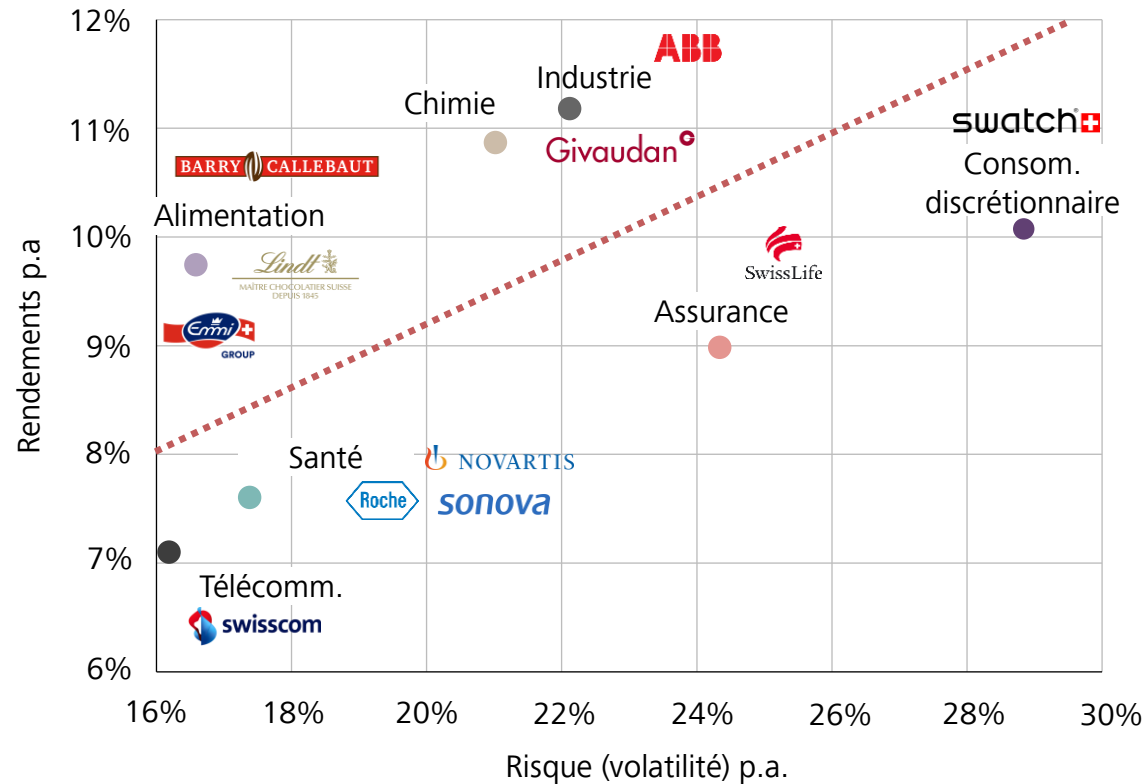 12%
11%
10%
9%
8%
7%
6%
Rendements p.a
ABB
Industrie
Chimie
Givaudan
swatch
Consom.
discrétionnaire
BARRY CALLEBAUT
Alimentation
Lindt
MAÎTRE CHOCOLATIER SUISSE
DEPUIS 1845
SwissLife
Emmi
GROUP
Assurance
Santé
NOVARTIS
Roche
sonova
Télécomm.
swisscom
16%
18%
20%
22%
24%
26%
28%
30%
Risque (volatilité) p.a.